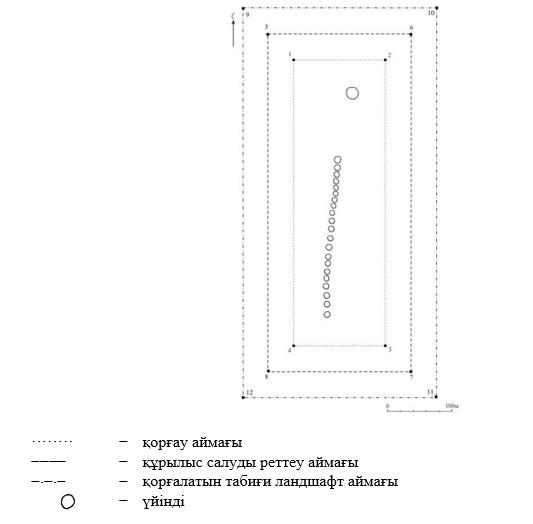 С
9 10
5 6
1 2
4 3
8 7
12 11
0 100м
........ – қорғау аймағы
–––– – құрылыс салуды реттеу аймағы
–·–·– – қорғалатын табиғи ландшафт аймағы
– үйінді